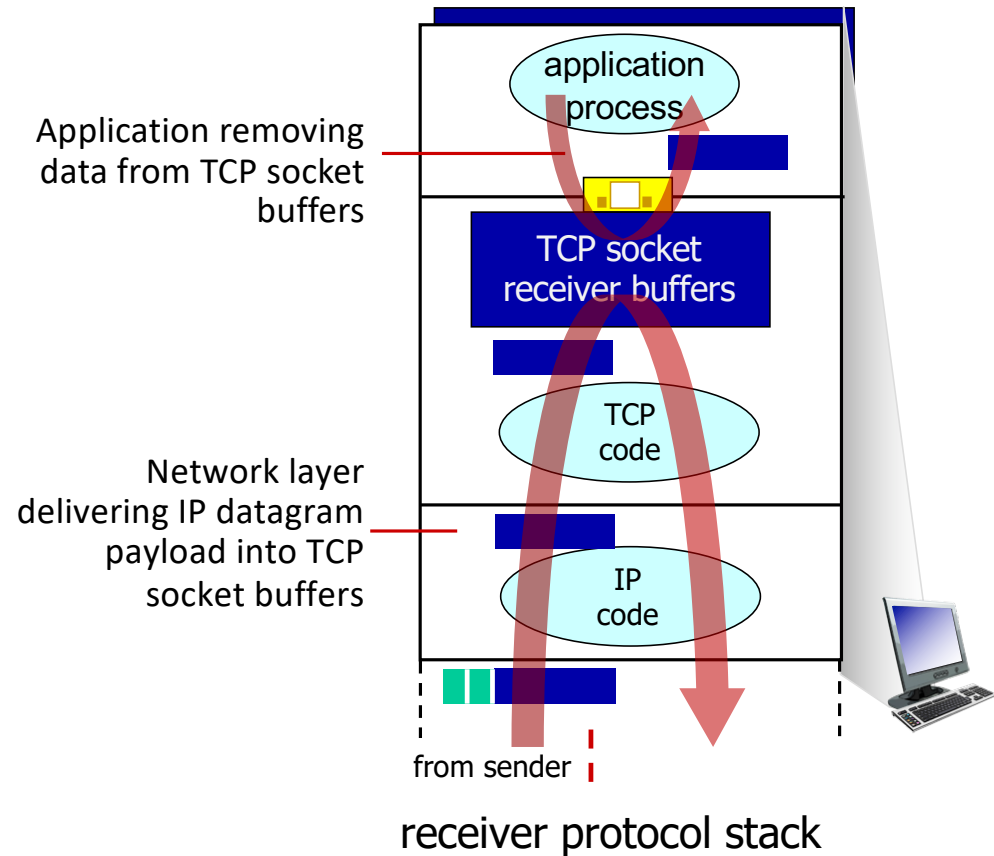 application
process
Application removing
data from TCP socket
buffers
TCP socket
receiver buffers
TCP
code
Network layer
delivering IP datagram
payload into TCP
socket buffers
IP
code
from sender
receiver protocol stack